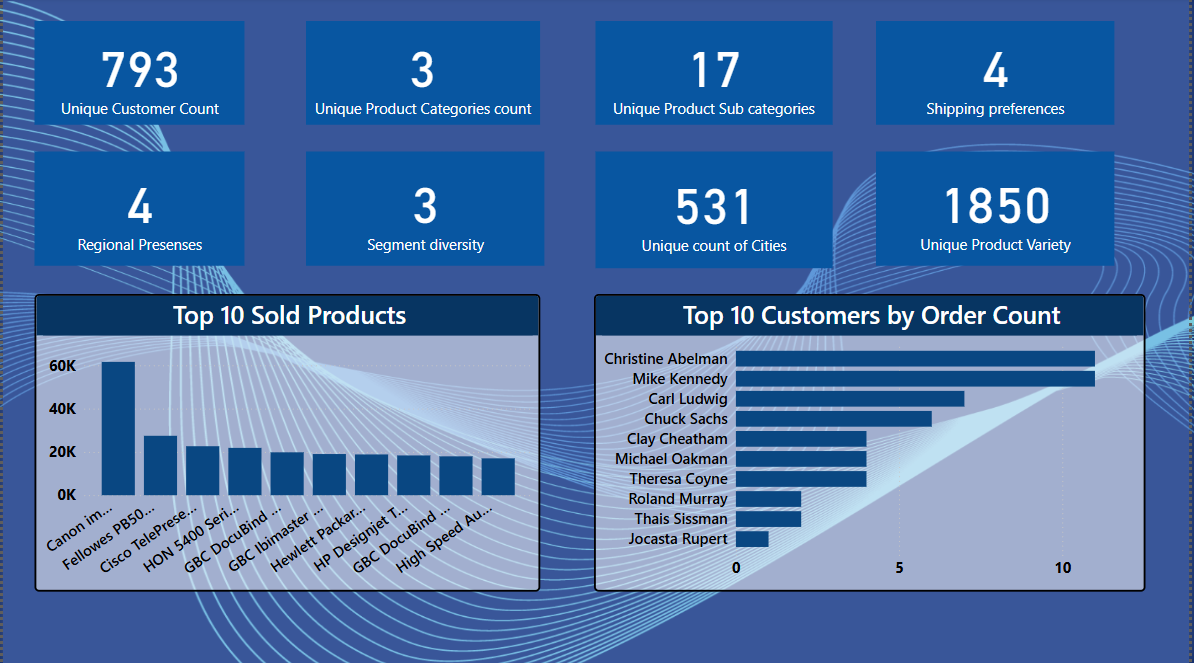 793
Unique Customer Count
3
Unique Product Categories count
17
Unique Product Sub categories
4
Shipping preferences
4
Regional Presenses
3
Segment diversity
531
Unique count of Cities
1850
Unique Product Variety
Top 10 Sold Products
60K
40K
20K
0K
Canon im...
Fellowes PB50...
Cisco TelePrese...
HON 5400 Seri...
GBC DocuBind ...
GBC Ibimaster ...
Hewlett Packar...
HP Designjet T...
GBC DocuBind ...
High Speed Au...
Top 10 Customers by Order Count
Christine Abelman
Mike Kennedy
Carl Ludwig
Chuck Sachs
Clay Cheatham
Michael Oakman
Theresa Coyne
Roland Murray
Thais Sissman
Jocasta Rupert
0 5 10